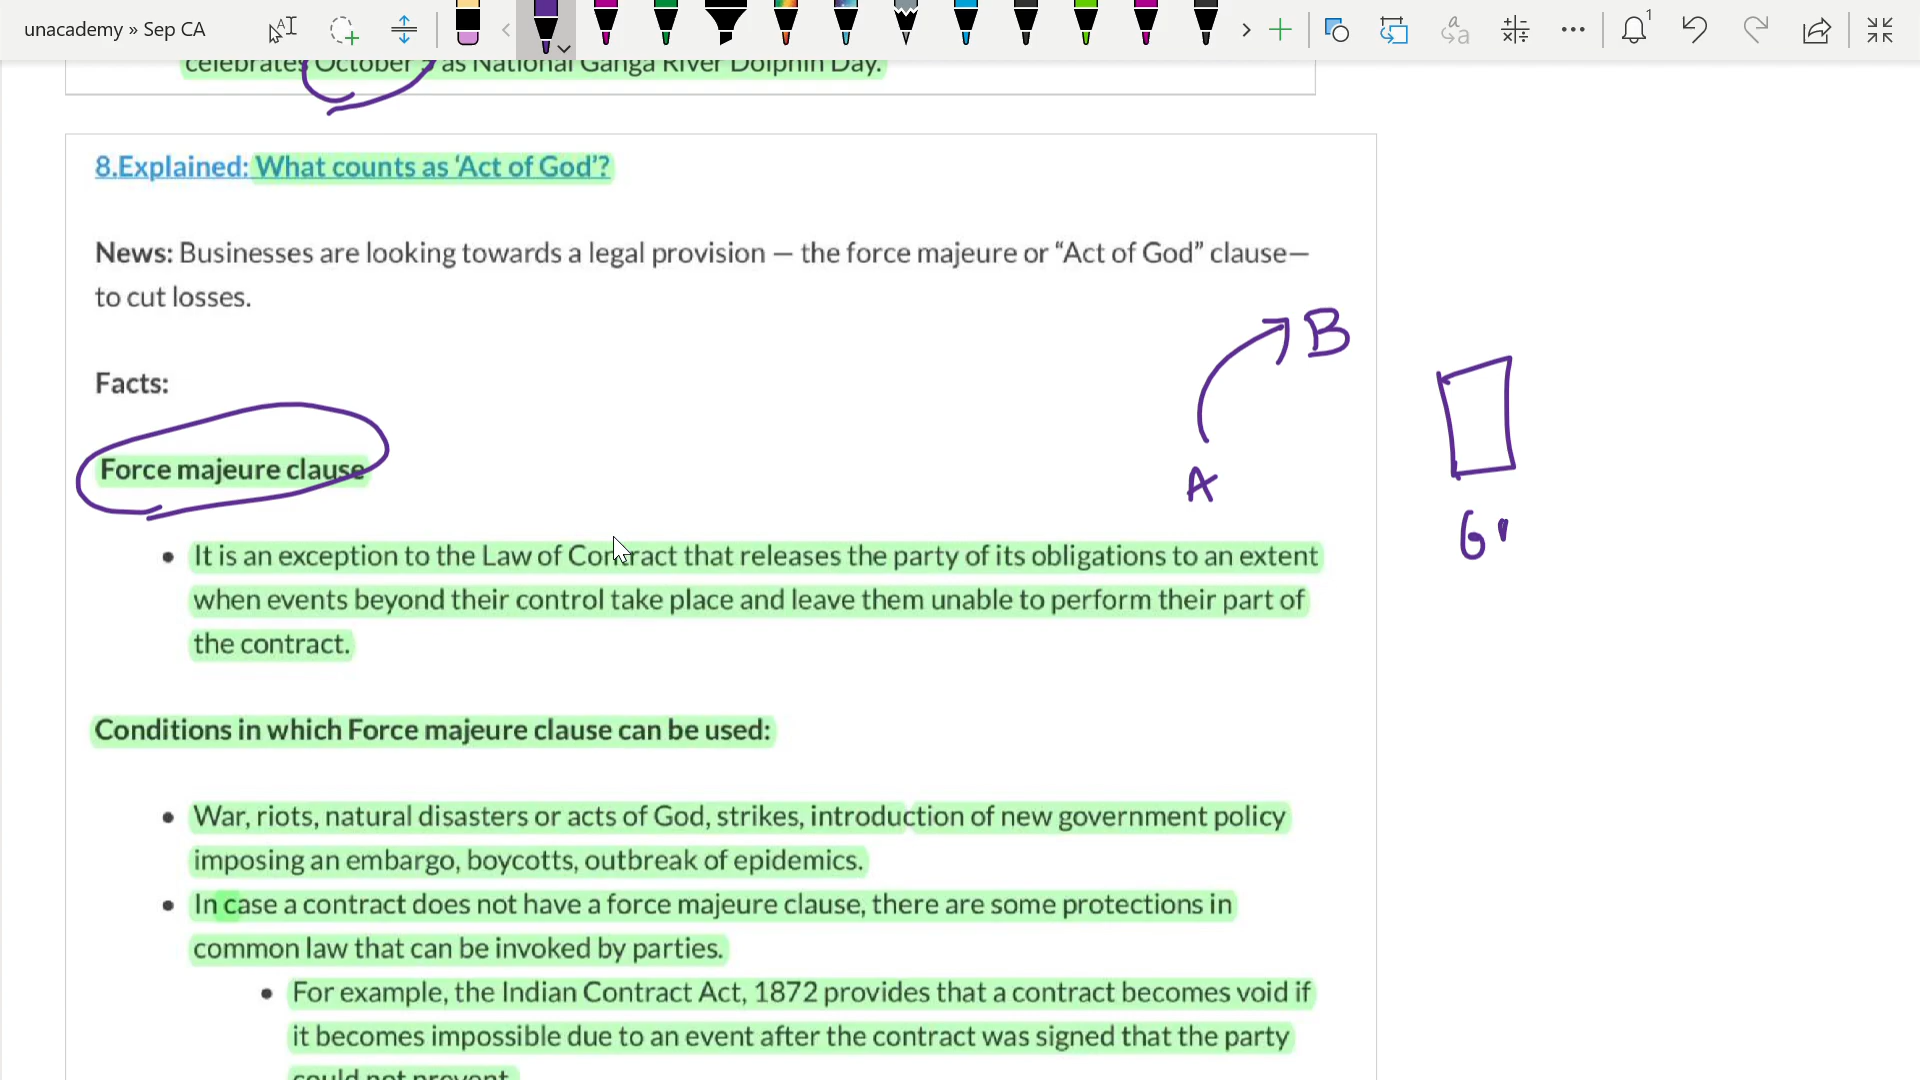 unacademy » Sep CA
1
celebrates October 5 as National Ganga River Dolphin Day.
8.Explained: What counts as ‘Act of God’?
News: Businesses are looking towards a legal provision — the force majeure or “Act of God” clause—
to cut losses.
B
Facts:
Force majeure clause
A
6"
It is an exception to the Law of Contract that releases the party of its obligations to an extent
when events beyond their control take place and leave them unable to perform their part of
the contract.
Conditions in which Force majeure clause can be used:
War, riots, natural disasters or acts of God, strikes, introduction of new government policy
imposing an embargo, boycotts, outbreak of epidemics.
In case a contract does not have a force majeure clause, there are some protections in
common law that can be invoked by parties.
For example, the Indian Contract Act, 1872 provides that a contract becomes void if
it becomes impossible due to an event after the contract was signed that the party
could not prevent.